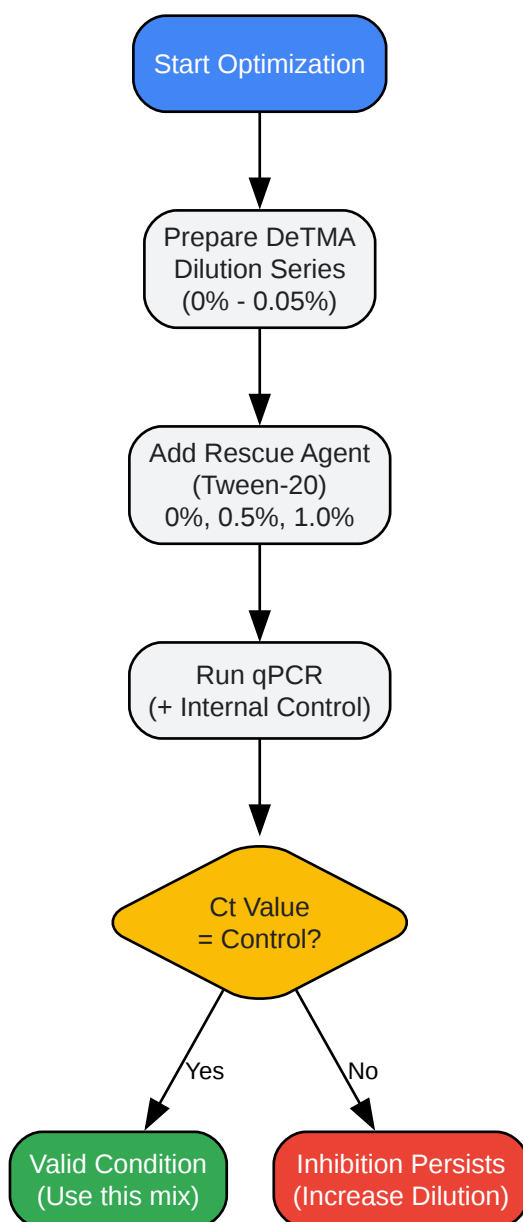 Start Optimization
Prepare DeTMA
Dilution Series
(0% - 0.05%)
Add Rescue Agent
(Tween-20)
0%, 0.5%, 1.0%
Run qPCR
(+ Internal Control)
Ct Value
= Control?
Yes
No
Valid Condition
(Use this mix)
Inhibition Persists
(Increase Dilution)